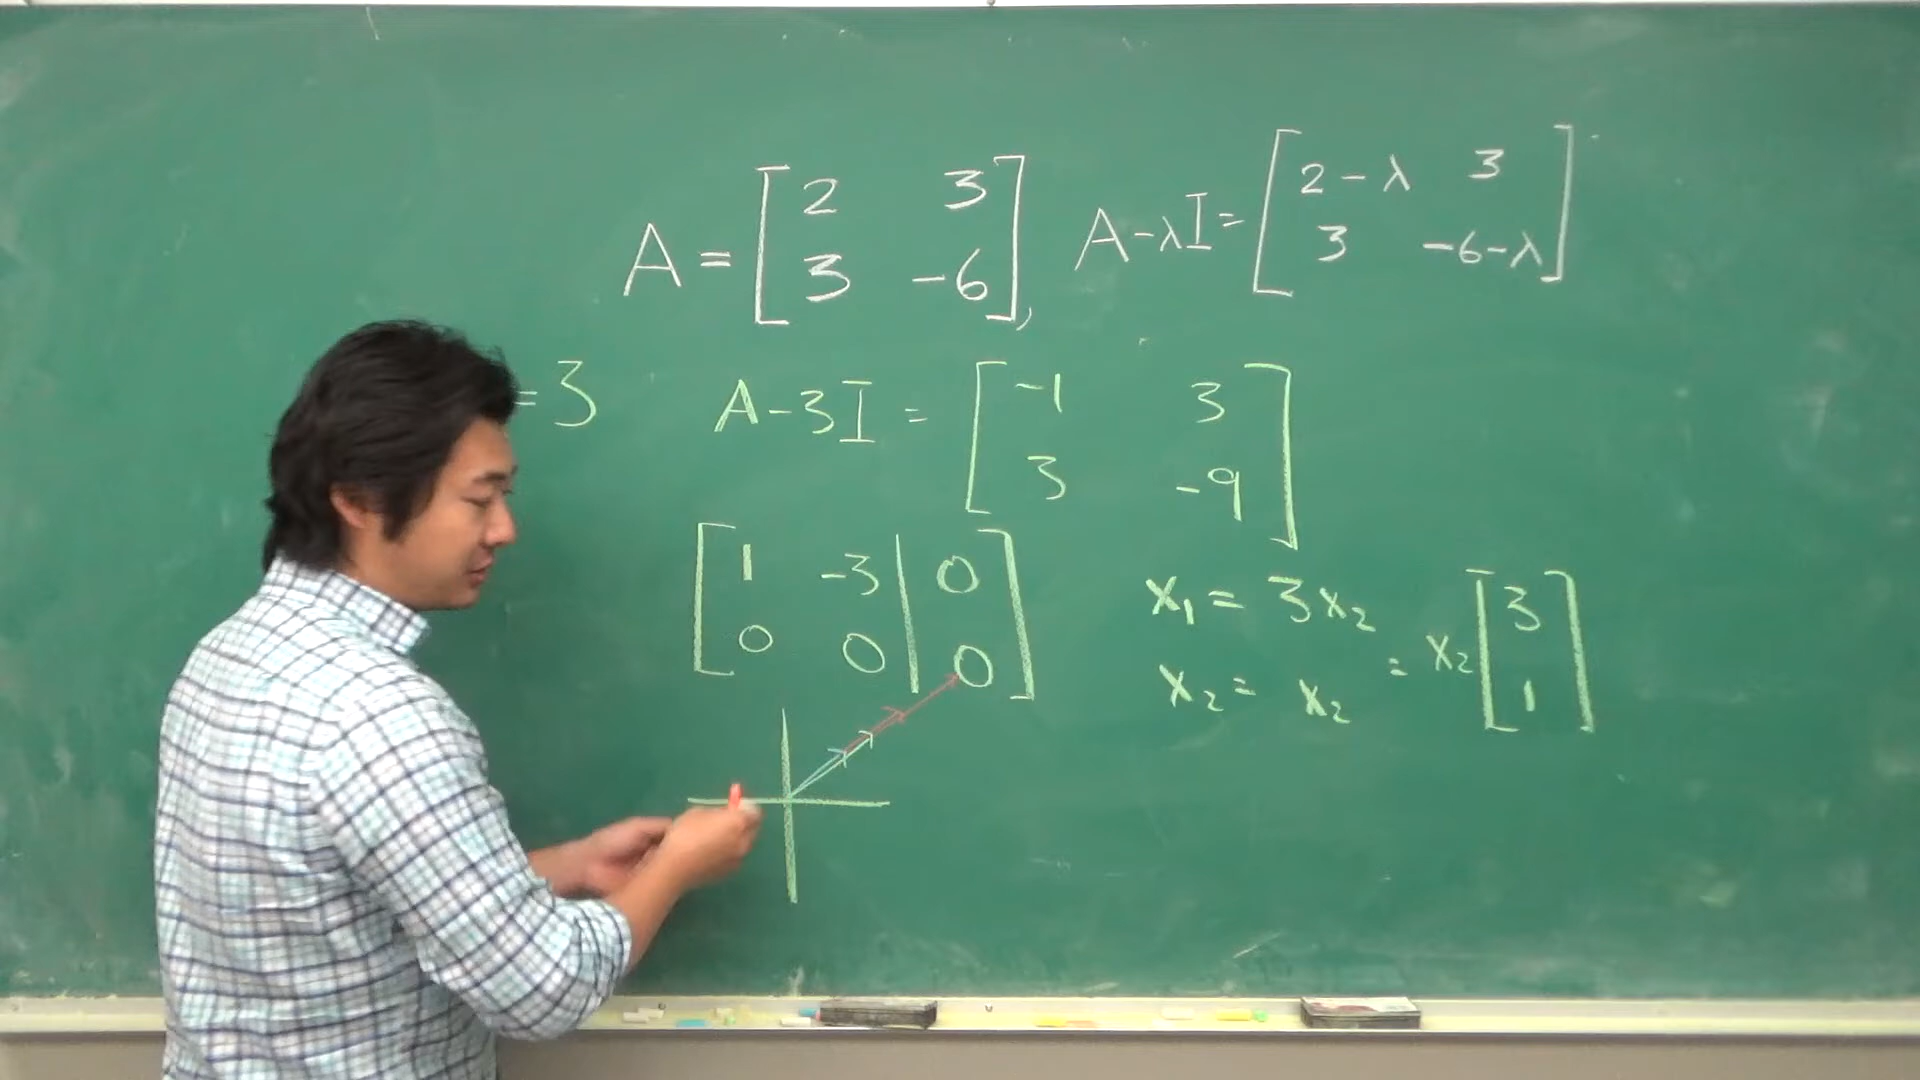 A = [2 3
3 -6], A-λI = [2-λ 3
3 -6-λ]
=3 A-3I = [-1 3
3 -9]
[1 -3 | 0
0 0 | 0]
x₁ = 3x₂
x₂ = x₂ = x₂ [3
1]